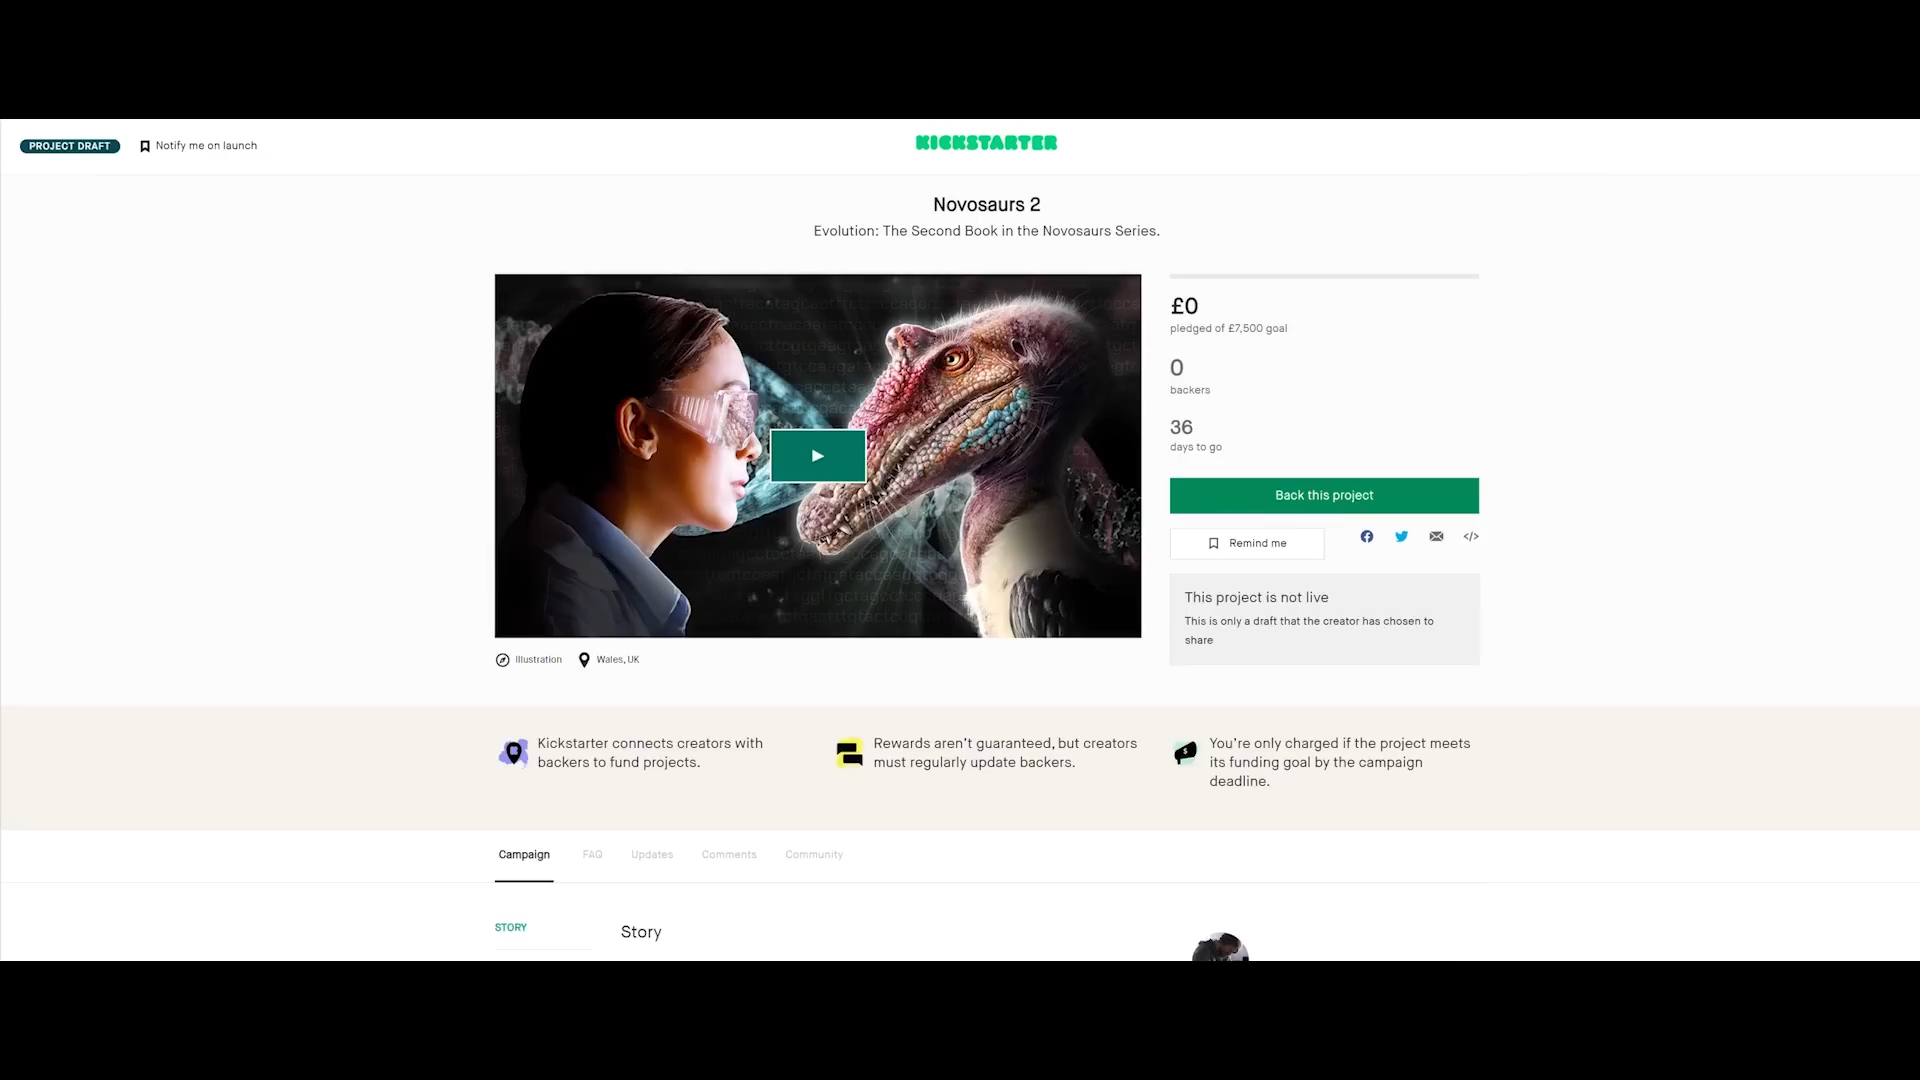 PROJECT DRAFT
Notify me on launch
KICKSTARTER
Novosaurs 2
Evolution: The Second Book in the Novosaurs Series.
£0
pledged of £7,500 goal
0
backers
36
days to go
Back this project
Remind me
</>
This project is not live
This is only a draft that the creator has chosen to
share
Illustration
Wales, UK
Kickstarter connects creators with
backers to fund projects.
Rewards aren't guaranteed, but creators
must regularly update backers.
You're only charged if the project meets
its funding goal by the campaign
deadline.
Campaign
FAQ
Updates
Comments
Community
STORY
Story